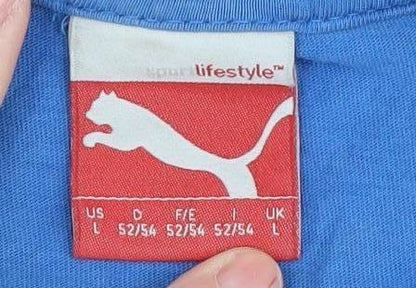 sportlifestyle™
US D F/E I UK
L 52/54 52/54 52/54 L